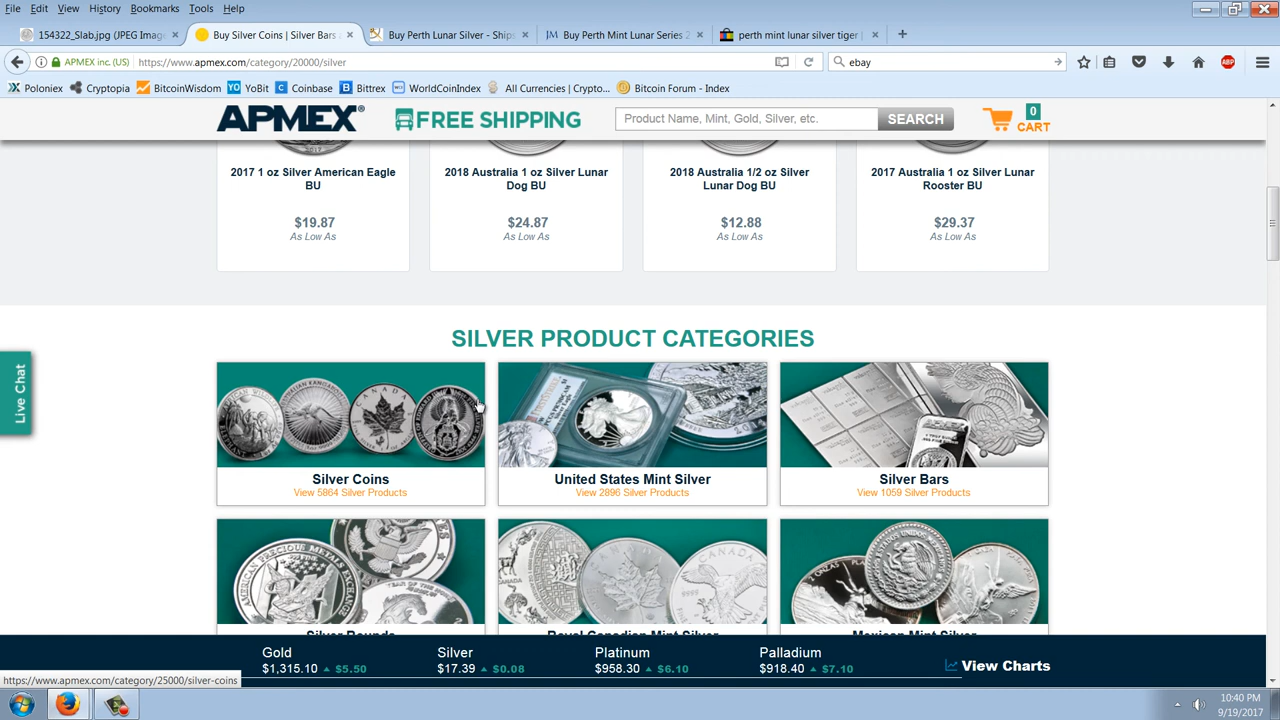 File Edit View History Bookmarks Tools Help
154322_Slab.jpg (JPEG Imag Buy Silver Coins | Silver Bars Buy Perth Lunar Silver - Ships Buy Perth Mint Lunar Series 2 perth mint lunar silver tiger
APMEX inc. (US) https://www.apmex.com/category/20000/silver ebay
Poloniex Cryptopia BitcoinWisdom YoBit Coinbase Bittrex WorldCoinIndex All Currencies | Crypto... Bitcoin Forum - Index
APMEX® FREE SHIPPING Product Name, Mint, Gold, Silver, etc. SEARCH 0
CART
2017 1 oz Silver American Eagle
BU
$19.87
As Low As
2018 Australia 1 oz Silver Lunar
Dog BU
$24.87
As Low As
2018 Australia 1/2 oz Silver
Lunar Dog BU
$12.88
As Low As
2017 Australia 1 oz Silver Lunar
Rooster BU
$29.37
As Low As
SILVER PRODUCT CATEGORIES
Live Chat
Silver Coins
View 5864 Silver Products
United States Mint Silver
View 2896 Silver Products
Silver Bars
View 1059 Silver Products
Silver Rounds
Royal Canadian Mint Silver
Mexican Mint Silver
Gold
$1,315.10 $5.50
Silver
$17.39 $0.08
Platinum
$958.30 $6.10
Palladium
$918.40 $7.10
View Charts
https://www.apmex.com/category/25000/silver-coins
10:40 PM
9/19/2017